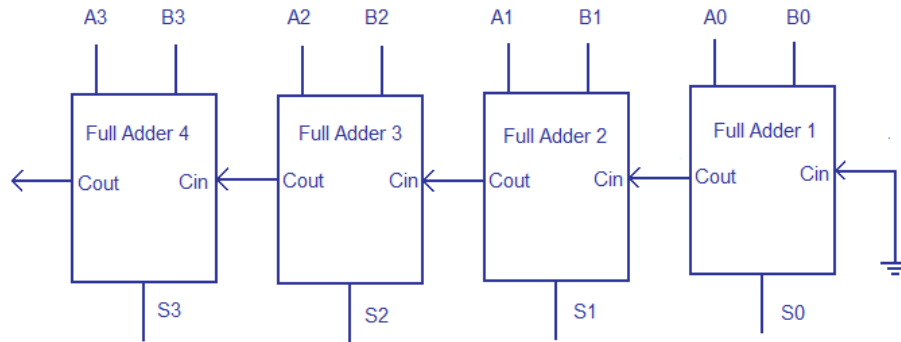 A3 B3 A2 B2 A1 B1 A0 B0
Full Adder 4 Full Adder 3 Full Adder 2 Full Adder 1
Cout Cin Cout Cin Cout Cin Cout Cin
S3 S2 S1 S0